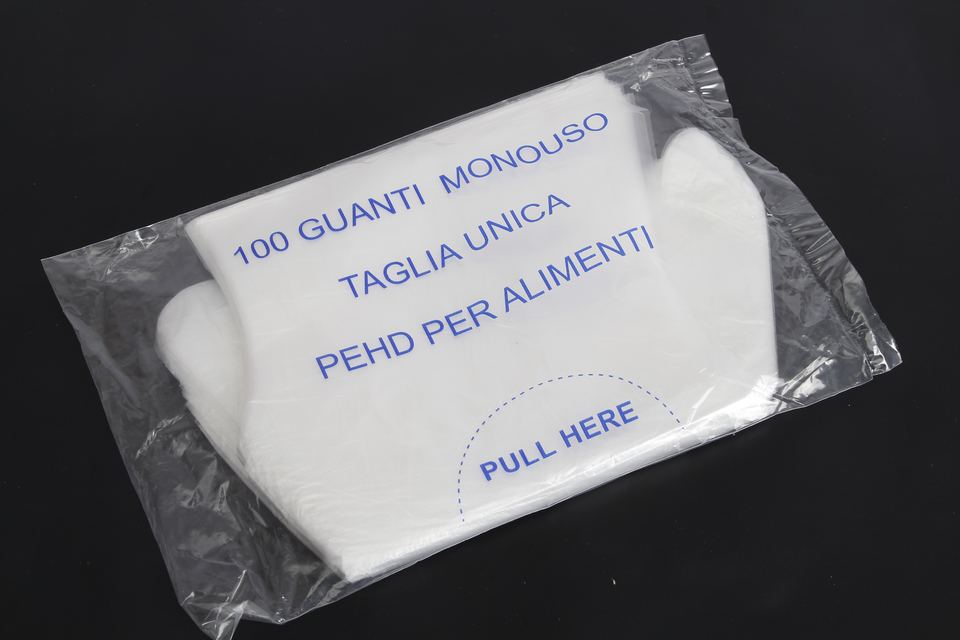 100 GUANTI MONOUSO
TAGLIA UNICA
PEHD PER ALIMENTI
PULL HERE